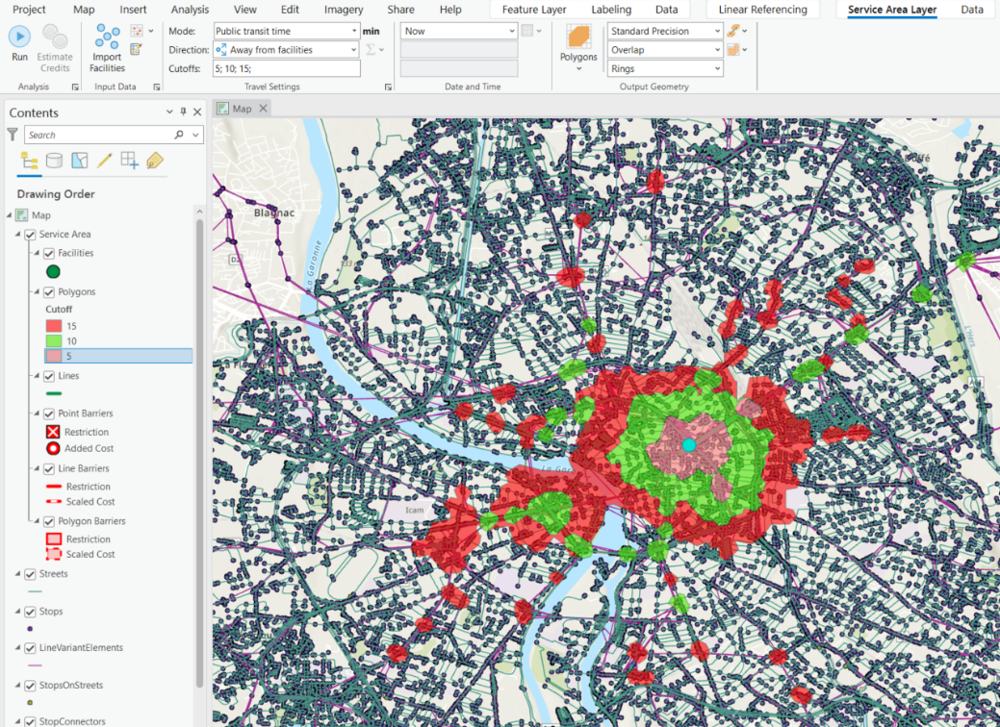 Project Map Insert Analysis View Edit Imagery Share Help Feature Layer Labeling Data Linear Referencing Service Area Layer Data
Run
Estimate Credits
Analysis
Import Facilities
Input Data
Mode: Public transit time min
Direction: Away from facilities
Cutoffs: 5; 10; 15;
Travel Settings
Now
Date and Time
Polygons
Standard Precision
Overlap
Rings
Output Geometry
Contents
Search
Drawing Order
Map
Service Area
Facilities
Polygons
Cutoff
15
10
5
Lines
Point Barriers
Restriction
Added Cost
Line Barriers
Restriction
Scaled Cost
Polygon Barriers
Restriction
Scaled Cost
Streets
Stops
LineVariantElements
StopsOnStreets
StopConnectors
Map
Blagnac
La Garonne
Icam